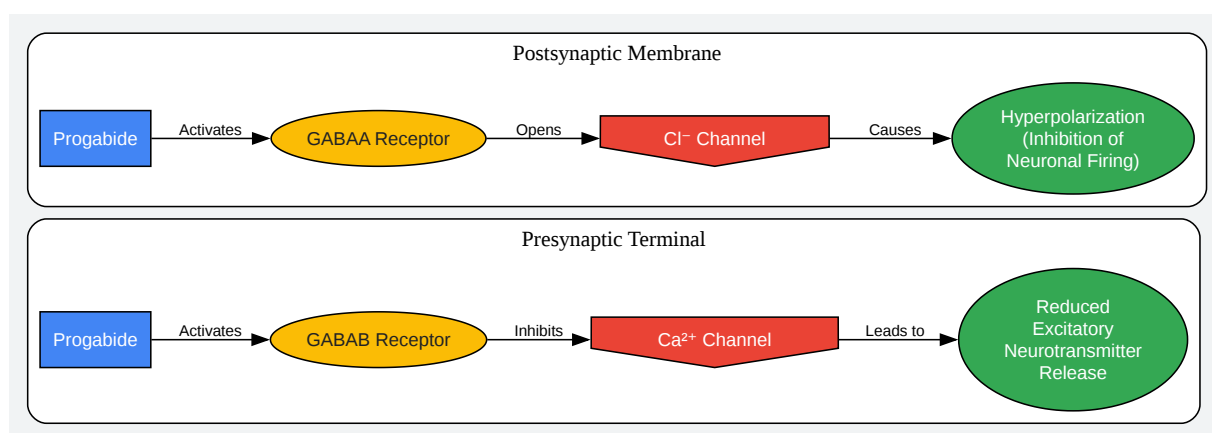 Postsynaptic Membrane
Progabide
Activates
GABAA Receptor
Opens
Cl⁻ Channel
Causes
Hyperpolarization
(Inhibition of
Neuronal Firing)
Presynaptic Terminal
Progabide
Activates
GABAB Receptor
Inhibits
Ca²⁺ Channel
Leads to
Reduced
Excitatory
Neurotransmitter
Release